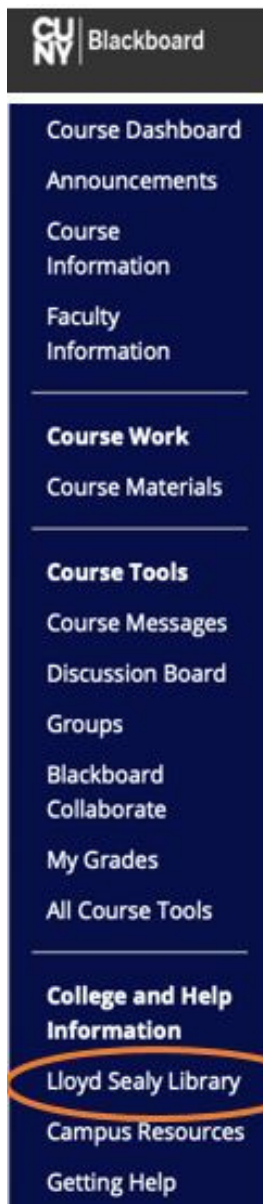 CU
NY Blackboard
Course Dashboard
Announcements
Course
Information
Faculty
Information
Course Work
Course Materials
Course Tools
Course Messages
Discussion Board
Groups
Blackboard
Collaborate
My Grades
All Course Tools
College and Help
Information
Lloyd Sealy Library
Campus Resources
Getting Help